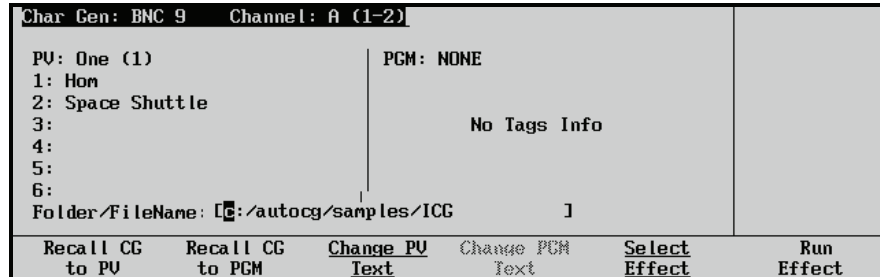 Char Gen: BNC 9 Channel: A (1-2)
PV: One (1) PGM: NONE
1: Hom
2: Space Shuttle
3: No Tags Info
4:
5:
6:
Folder/FileName: [c:/autocg/samples/ICG ]
Recall CG Recall CG Change PV Change PGM Select Run
to PV to PGM Text Text Effect Effect